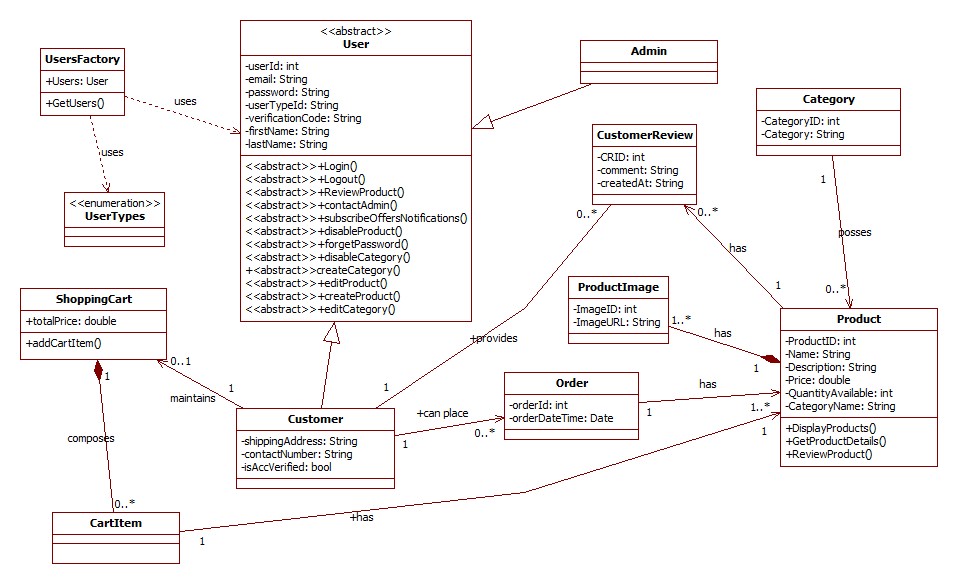 <<abstract>>
User
-userId: int
-email: String
-password: String
-userTypeId: String
-verificationCode: String
-firstName: String
-lastName: String
<<abstract>>+Login()
<<abstract>>+Logout()
<<abstract>>+ReviewProduct()
<<abstract>>+contactAdmin()
<<abstract>>+subscribeOffersNotifications()
<<abstract>>+disableProduct()
<<abstract>>+forgetPassword()
<<abstract>>+disableCategory()
+<<abstract>>createCategory()
<<abstract>>+editProduct()
<<abstract>>+createProduct()
<<abstract>>+editCategory()
UsersFactory
+Users: User
+GetUsers()
uses
uses
<<enumeration>>
UserTypes
Admin
Category
-CategoryID: int
-Category: String
1
posses
0..*
CustomerReview
-CRID: int
-comment: String
-createdAt: String
0..*
0..*
has
1
ProductImage
-ImageID: int
-ImageURL: String
1..*
has
1
Product
-ProductID: int
-Name: String
-Description: String
-Price: double
-QuantityAvailable: int
-CategoryName: String
+DisplayProducts()
+GetProductDetails()
+ReviewProduct()
ShoppingCart
+totalPrice: double
+addCartItem()
0..1
1
maintains
1
composes
0..*
+provides
1
Customer
-shippingAddress: String
-contactNumber: String
-isAccVerified: bool
+can place
1
0..*
Order
-orderId: int
-orderDateTime: Date
has
1
1..*
1
CartItem
1
+has